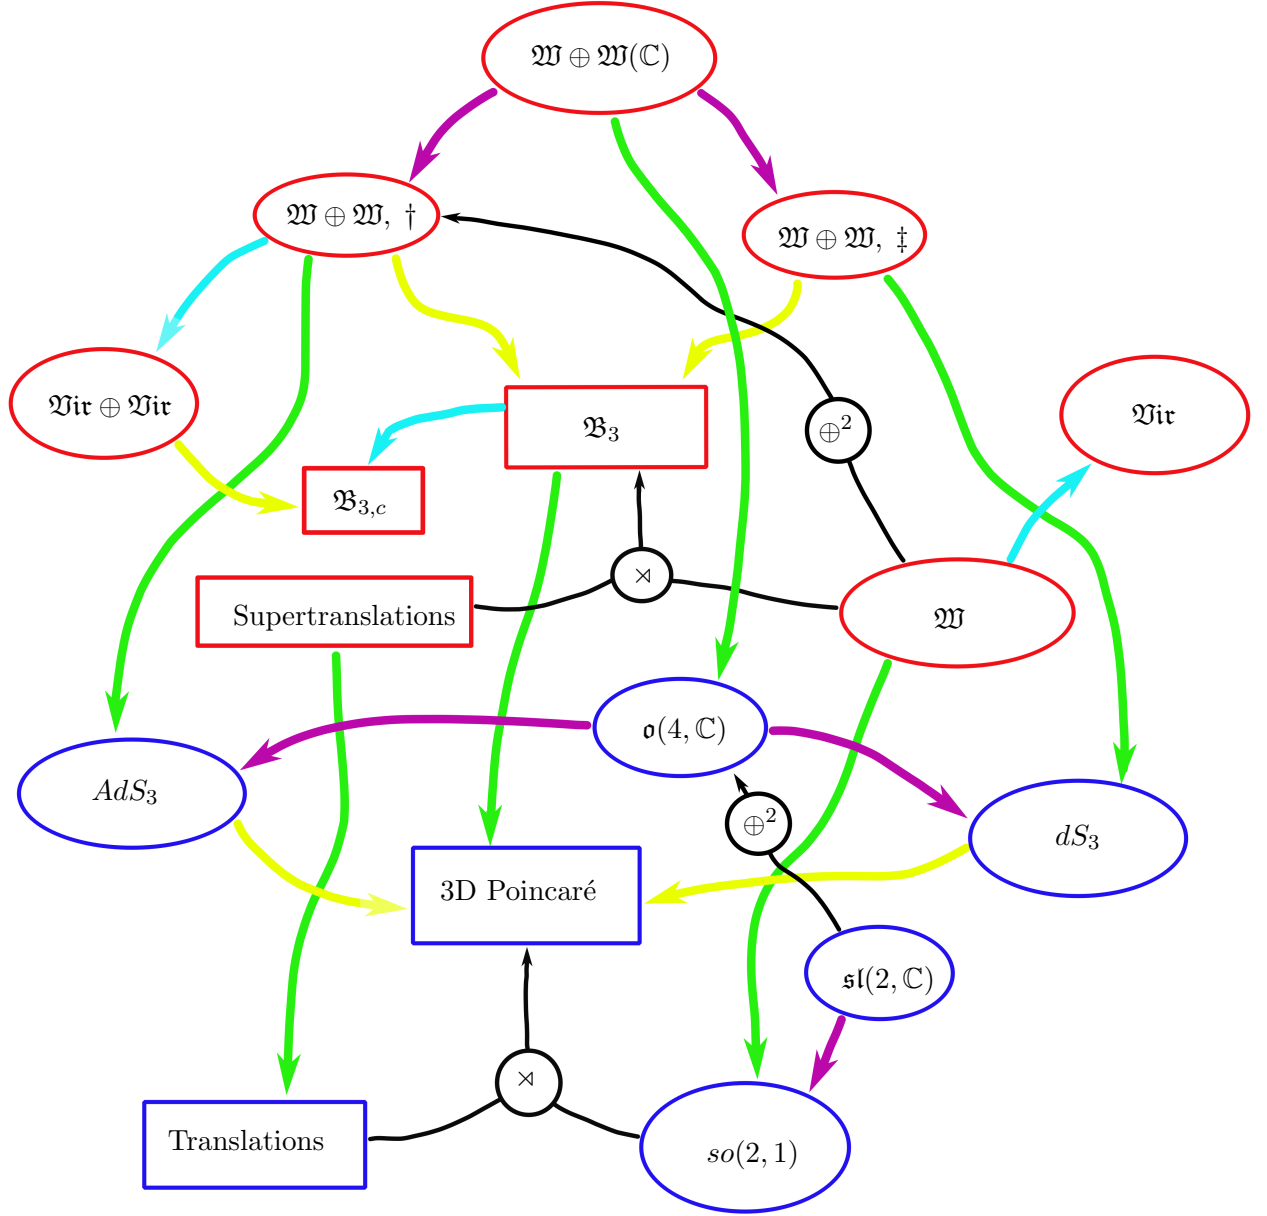 𝔚 ⊕ 𝔚(ℂ)
𝔚 ⊕ 𝔚, †
𝔚 ⊕ 𝔚, ‡
𝔙𝔦𝔯 ⊕ 𝔙𝔦𝔯
𝔅₃
⊕²
𝔙𝔦𝔯
𝔅₃,c
⋊
Supertranslations
𝔚
𝔬(4, ℂ)
AdS₃
⊕²
dS₃
3D Poincaré
𝔰𝔩(2, ℂ)
⋊
Translations
so(2, 1)